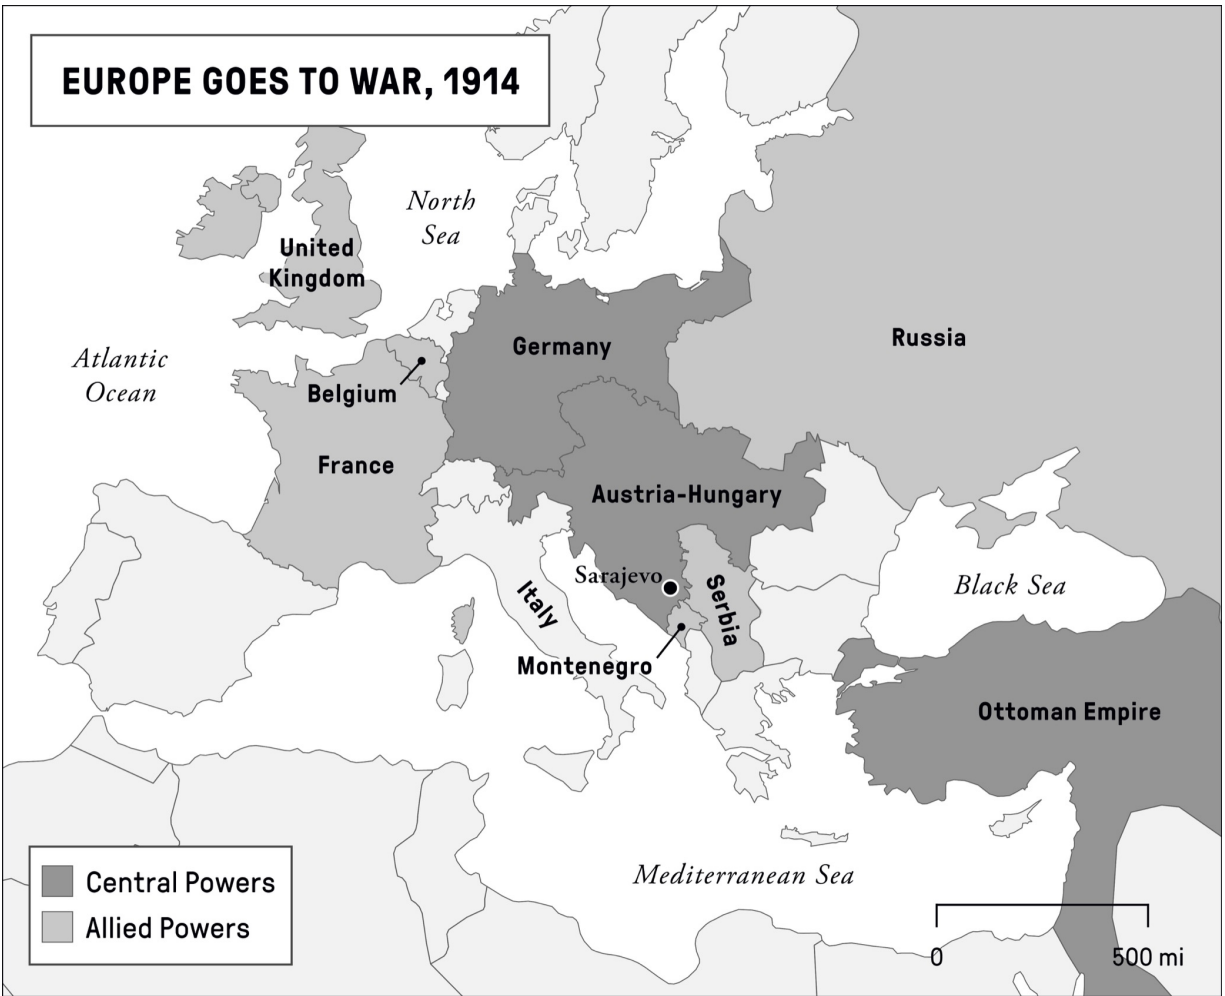 EUROPE GOES TO WAR, 1914
North
Sea
United
Kingdom
Atlantic
Ocean
Belgium
Germany
Russia
France
Austria-Hungary
Sarajevo
Serbia
Italy
Montenegro
Black Sea
Ottoman Empire
Mediterranean Sea
Central Powers
Allied Powers
0 500 mi